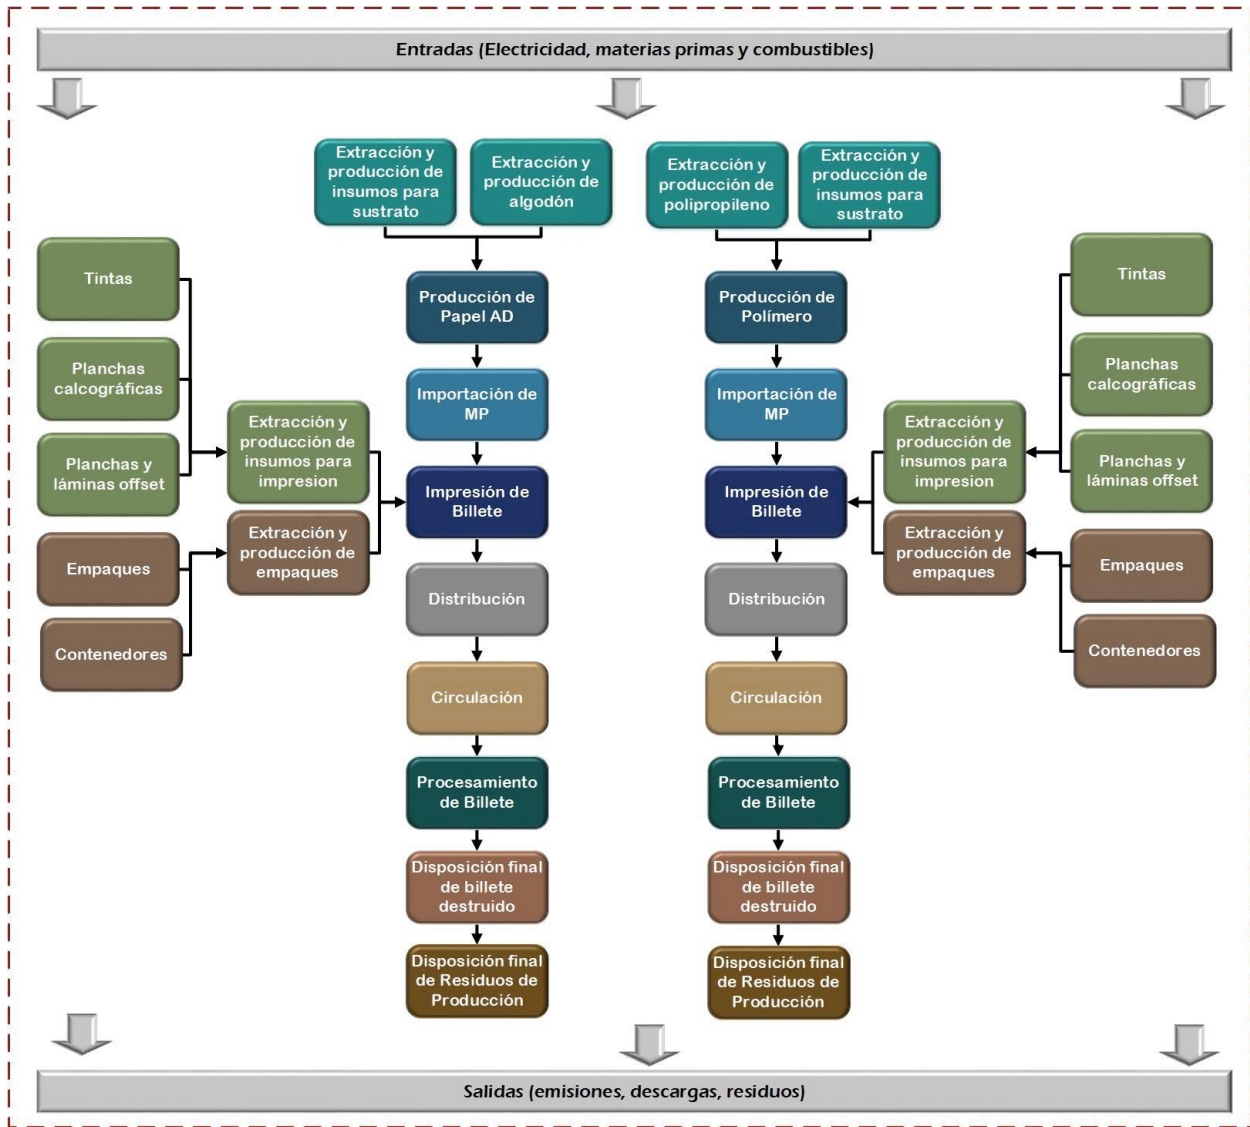 Entradas (Electricidad, materias primas y combustibles)
Extracción y
producción de
insumos para
sustrato
Extracción y
producción de
algodón
Extracción y
producción de
polipropileno
Extracción y
producción de
insumos para
sustrato
Tintas
Planchas
calcográficas
Planchas y
láminas offset
Empaques
Contenedores
Extracción y
producción de
insumos para
impresion
Extracción y
producción de
empaques
Producción de
Papel AD
Importación de
MP
Impresión de
Billete
Distribución
Circulación
Procesamiento
de Billete
Disposición final
de billete
destruido
Disposición final
de Residuos de
Producción
Producción de
Polímero
Importación de
MP
Impresión de
Billete
Distribución
Circulación
Procesamiento
de Billete
Disposición final
de billete
destruido
Disposición final
de Residuos de
Producción
Extracción y
producción de
insumos para
impresion
Extracción y
producción de
empaques
Tintas
Planchas
calcográficas
Planchas y
láminas offset
Empaques
Contenedores
Salidas (emisiones, descargas, residuos)